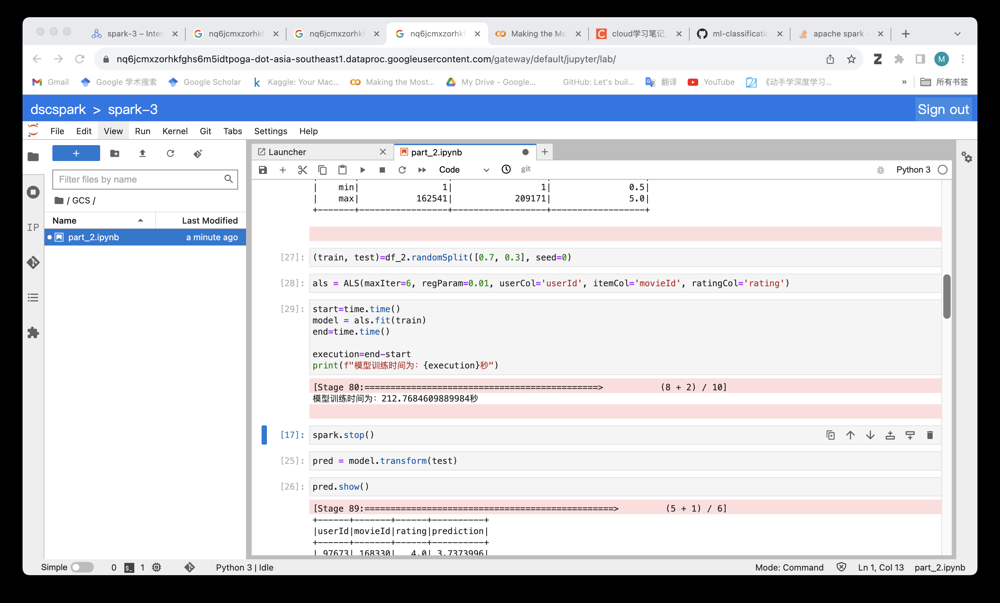 spark-3 – Inter
nq6jcmxzorhkf
nq6jcmxzorhkf
nq6jcmxzorhkf
Making the Mo
cloud学习笔记_
ml-classificatic
apache spark -
nq6jcmxzorhkfghs6m5idtpoga-dot-asia-southeast1.dataproc.googleusercontent.com/gateway/default/jupyter/lab/
M
Gmail
Google 学术搜索
Google Scholar
Kaggle: Your Mac...
Making the Most...
My Drive - Google...
GitHub: Let's buil...
翻译
YouTube
《动手学深度学习...
»
所有书签
dscspark > spark-3
Sign out
File Edit View Run Kernel Git Tabs Settings Help
+
Launcher
part_2.ipynb
Code
git
Python 3
Filter files by name
/ GCS /
Name
Last Modified
part_2.ipynb
a minute ago
IP
| min| 1| 1| 0.5|
| max| 162541| 209171| 5.0|
+-------+-----------------+------------------+------------------+
[27]: (train, test)=df_2.randomSplit([0.7, 0.3], seed=0)
[28]: als = ALS(maxIter=6, regParam=0.01, userCol='userId', itemCol='movieId', ratingCol='rating')
[29]: start=time.time()
model = als.fit(train)
end=time.time()
execution=end-start
print(f"模型训练时间为：{execution}秒")
[Stage 80:=============================================> (8 + 2) / 10]
模型训练时间为：212.7684609889984秒
[17]: spark.stop()
[25]: pred = model.transform(test)
[26]: pred.show()
[Stage 89:================================================> (5 + 1) / 6]
+------+-------+------+----------+
|userId|movieId|rating|prediction|
+------+-------+------+----------+
| 97673| 168330| 4.0| 3.7373996|
Simple
0
$_
1
Python 3 | Idle
Mode: Command
Ln 1, Col 13
part_2.ipynb